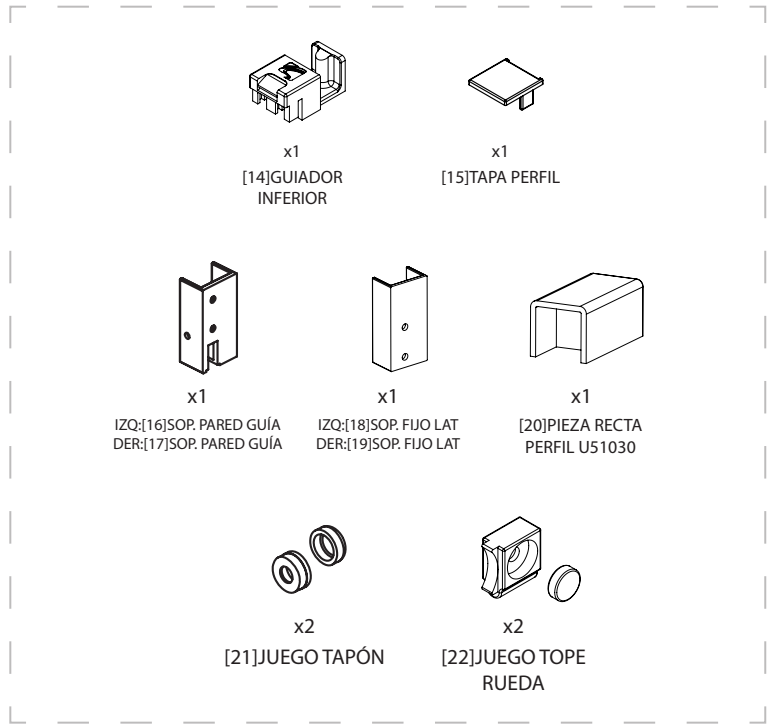 x1
[14]GUIADOR
INFERIOR
x1
[15]TAPA PERFIL
x1
IZQ:[16]SOP. PARED GUÍA
DER:[17]SOP. PARED GUÍA
x1
IZQ:[18]SOP. FIJO LAT
DER:[19]SOP. FIJO LAT
x1
[20]PIEZA RECTA
PERFIL U51030
x2
[21]JUEGO TAPÓN
x2
[22]JUEGO TOPE
RUEDA